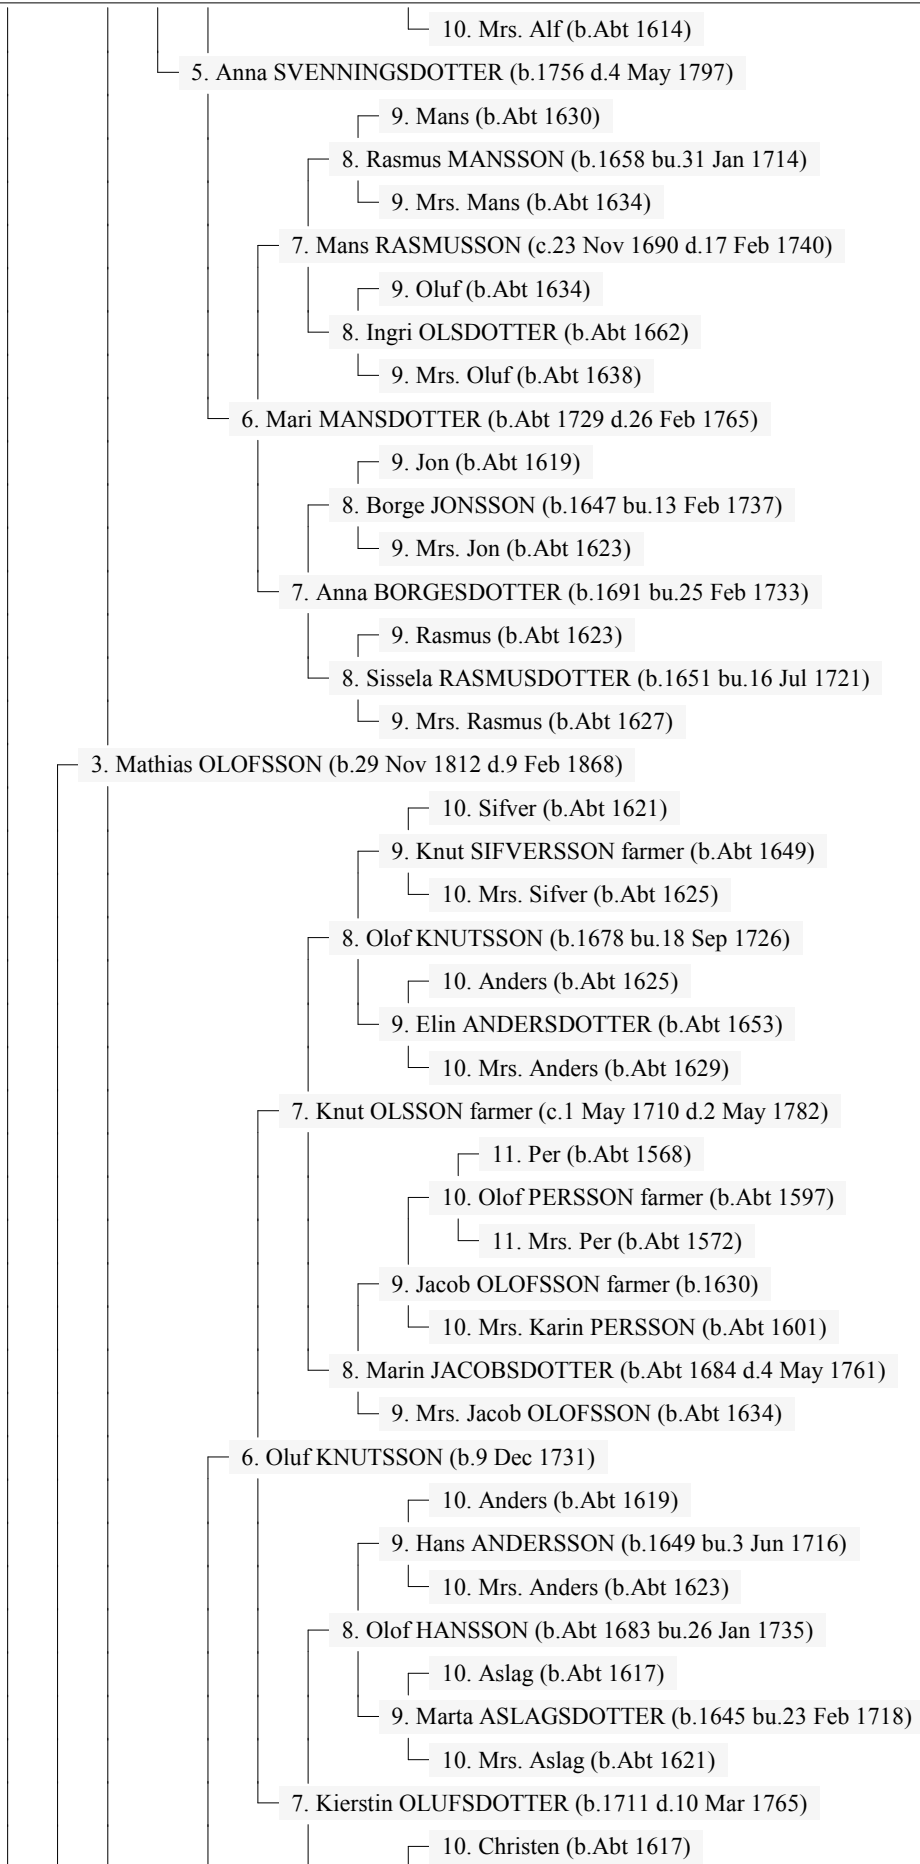 10. Mrs. Alf (b.Abt 1614)
5. Anna SVENNINGSDOTTER (b.1756 d.4 May 1797)
9. Mans (b.Abt 1630)
8. Rasmus MANSSON (b.1658 bu.31 Jan 1714)
9. Mrs. Mans (b.Abt 1634)
7. Mans RASMUSSON (c.23 Nov 1690 d.17 Feb 1740)
9. Oluf (b.Abt 1634)
8. Ingri OLSDOTTER (b.Abt 1662)
9. Mrs. Oluf (b.Abt 1638)
6. Mari MANSDOTTER (b.Abt 1729 d.26 Feb 1765)
9. Jon (b.Abt 1619)
8. Borge JONSSON (b.1647 bu.13 Feb 1737)
9. Mrs. Jon (b.Abt 1623)
7. Anna BORGESDOTTER (b.1691 bu.25 Feb 1733)
9. Rasmus (b.Abt 1623)
8. Sissela RASMUSDOTTER (b.1651 bu.16 Jul 1721)
9. Mrs. Rasmus (b.Abt 1627)
3. Mathias OLOFSSON (b.29 Nov 1812 d.9 Feb 1868)
10. Sifver (b.Abt 1621)
9. Knut SIFVERSSON farmer (b.Abt 1649)
10. Mrs. Sifver (b.Abt 1625)
8. Olof KNUTSSON (b.1678 bu.18 Sep 1726)
10. Anders (b.Abt 1625)
9. Elin ANDERSDOTTER (b.Abt 1653)
10. Mrs. Anders (b.Abt 1629)
7. Knut OLSSON farmer (c.1 May 1710 d.2 May 1782)
11. Per (b.Abt 1568)
10. Olof PERSSON farmer (b.Abt 1597)
11. Mrs. Per (b.Abt 1572)
9. Jacob OLOFSSON farmer (b.1630)
10. Mrs. Karin PERSSON (b.Abt 1601)
8. Marin JACOBSDOTTER (b.Abt 1684 d.4 May 1761)
9. Mrs. Jacob OLOFSSON (b.Abt 1634)
6. Oluf KNUTSSON (b.9 Dec 1731)
10. Anders (b.Abt 1619)
9. Hans ANDERSSON (b.1649 bu.3 Jun 1716)
10. Mrs. Anders (b.Abt 1623)
8. Olof HANSSON (b.Abt 1683 bu.26 Jan 1735)
10. Aslag (b.Abt 1617)
9. Marta ASLAGSDOTTER (b.1645 bu.23 Feb 1718)
10. Mrs. Aslag (b.Abt 1621)
7. Kierstin OLUFSDOTTER (b.1711 d.10 Mar 1765)
10. Christen (b.Abt 1617)